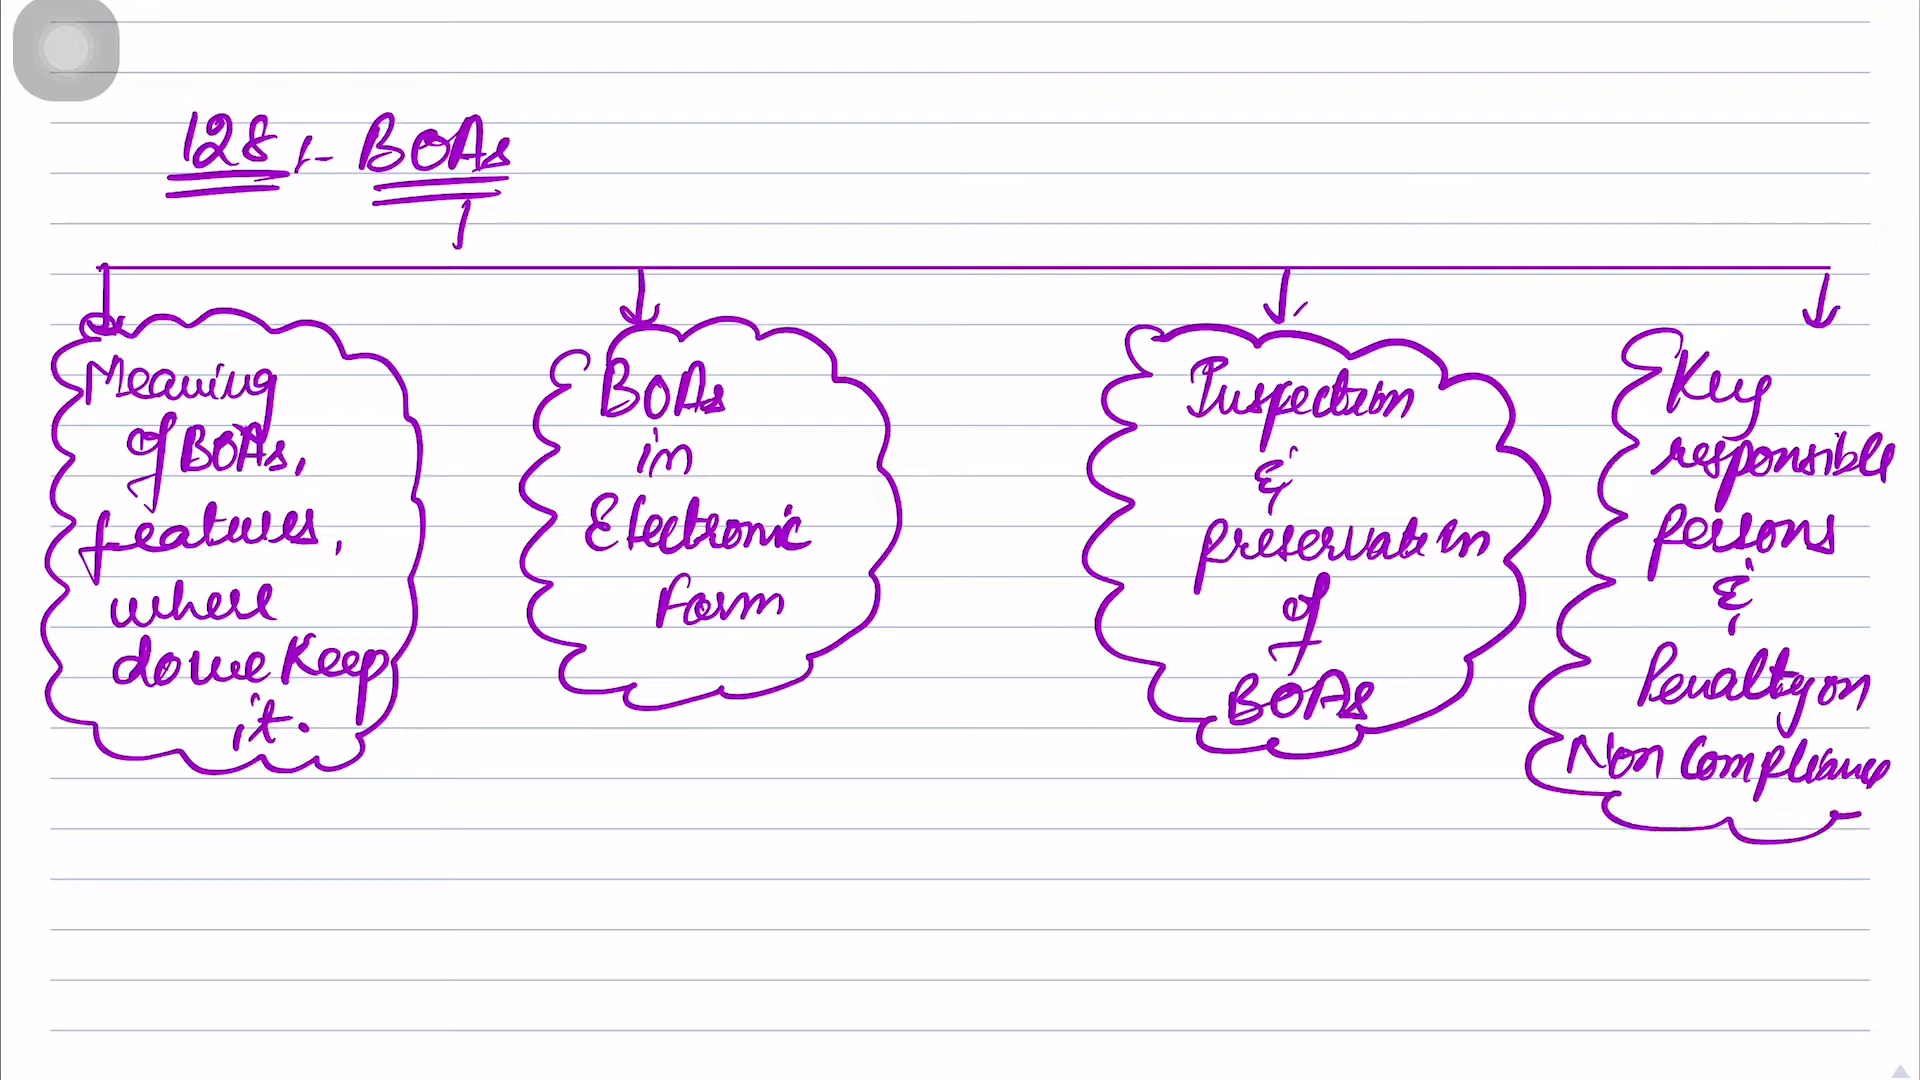 128 :- BOAs
Meaning
of BOAs,
features,
where
do we Keep
it.
BOAs
in
Electronic
Form
Inspection
&
preservation
of
BOAs
Key
responsible
persons
&
Penalty on
Non Compliance